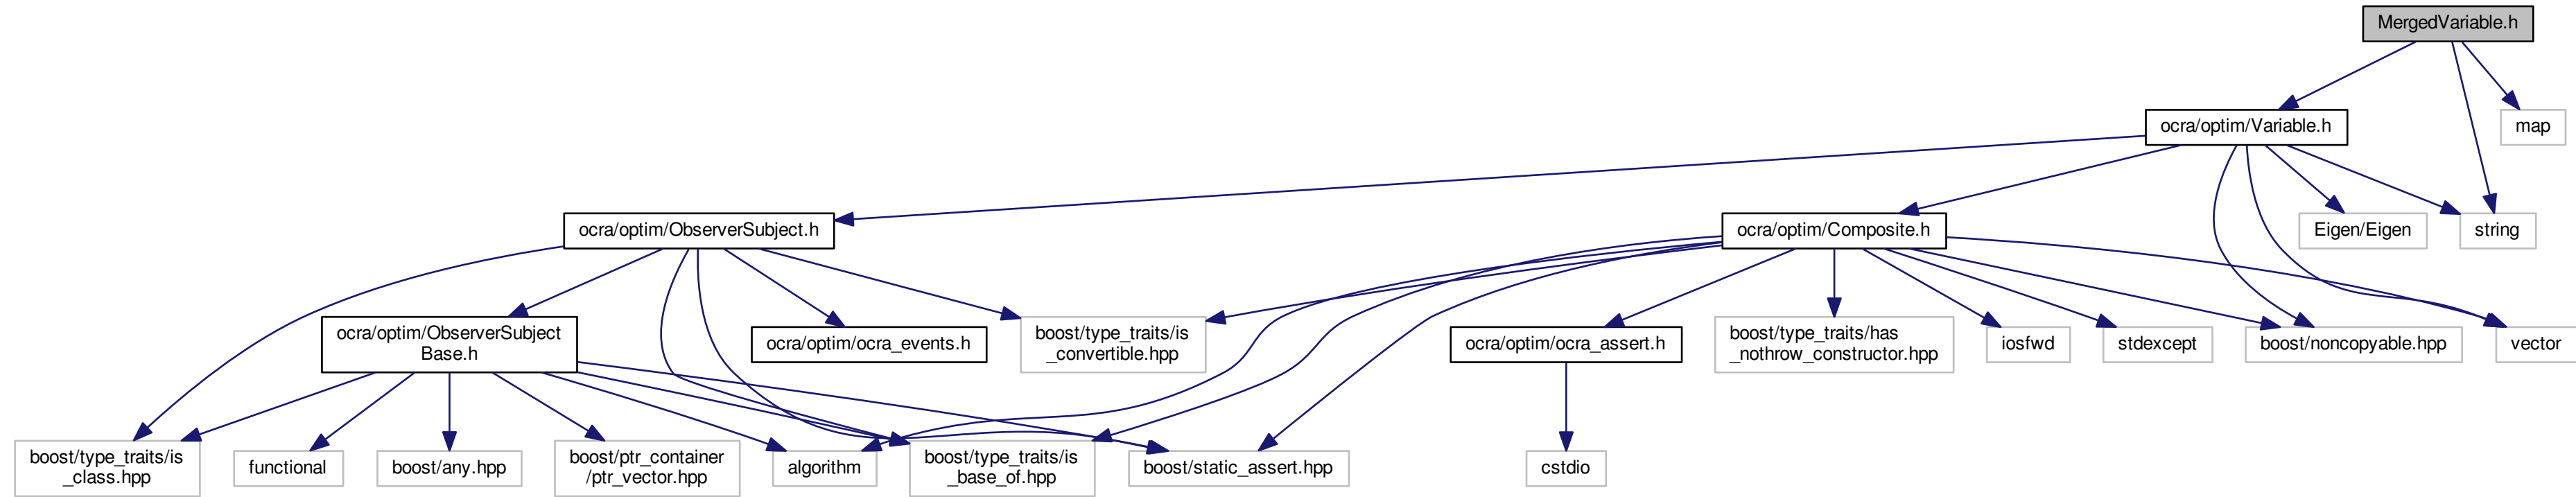 MergedVariable.h
ocra/optim/Variable.h
map
ocra/optim/ObserverSubject.h
ocra/optim/Composite.h
Eigen/Eigen
string
ocra/optim/ObserverSubject
Base.h
ocra/optim/ocra_events.h
boost/type_traits/is
_convertible.hpp
ocra/optim/ocra_assert.h
boost/type_traits/has
_nothrow_constructor.hpp
iosfwd
stdexcept
boost/noncopyable.hpp
vector
boost/type_traits/is
_class.hpp
functional
boost/any.hpp
boost/ptr_container
/ptr_vector.hpp
algorithm
boost/type_traits/is
_base_of.hpp
boost/static_assert.hpp
cstdio